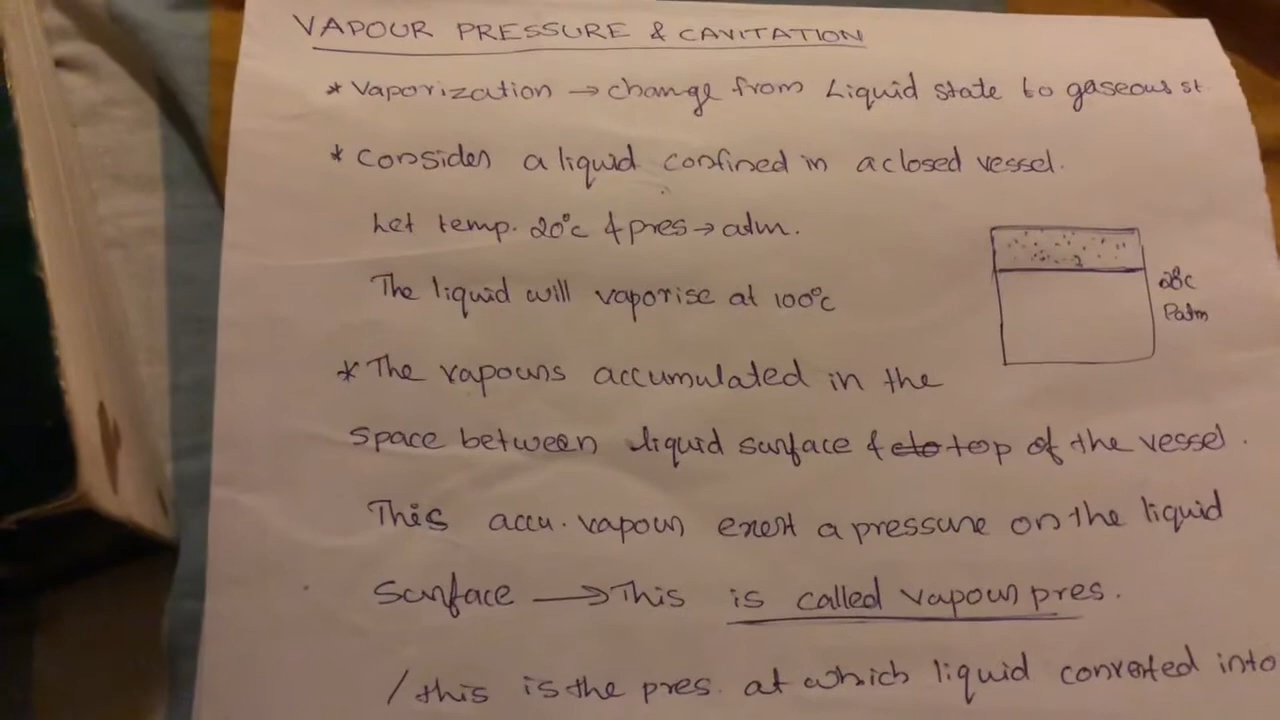 VAPOUR PRESSURE & CAVITATION
* Vaporization → change from Liquid state to gaseous st
* Consider a liquid confined in a closed vessel.
Let temp. 20°c & pres → atm.
The liquid will vaporise at 100°c
20°c
Patm
* The vapours accumulated in the
space between liquid surface & to top of the vessel.
This accu. vapour exert a pressure on the liquid
Surface → This is called vapour pres.
/ this is the pres. at which liquid converted into